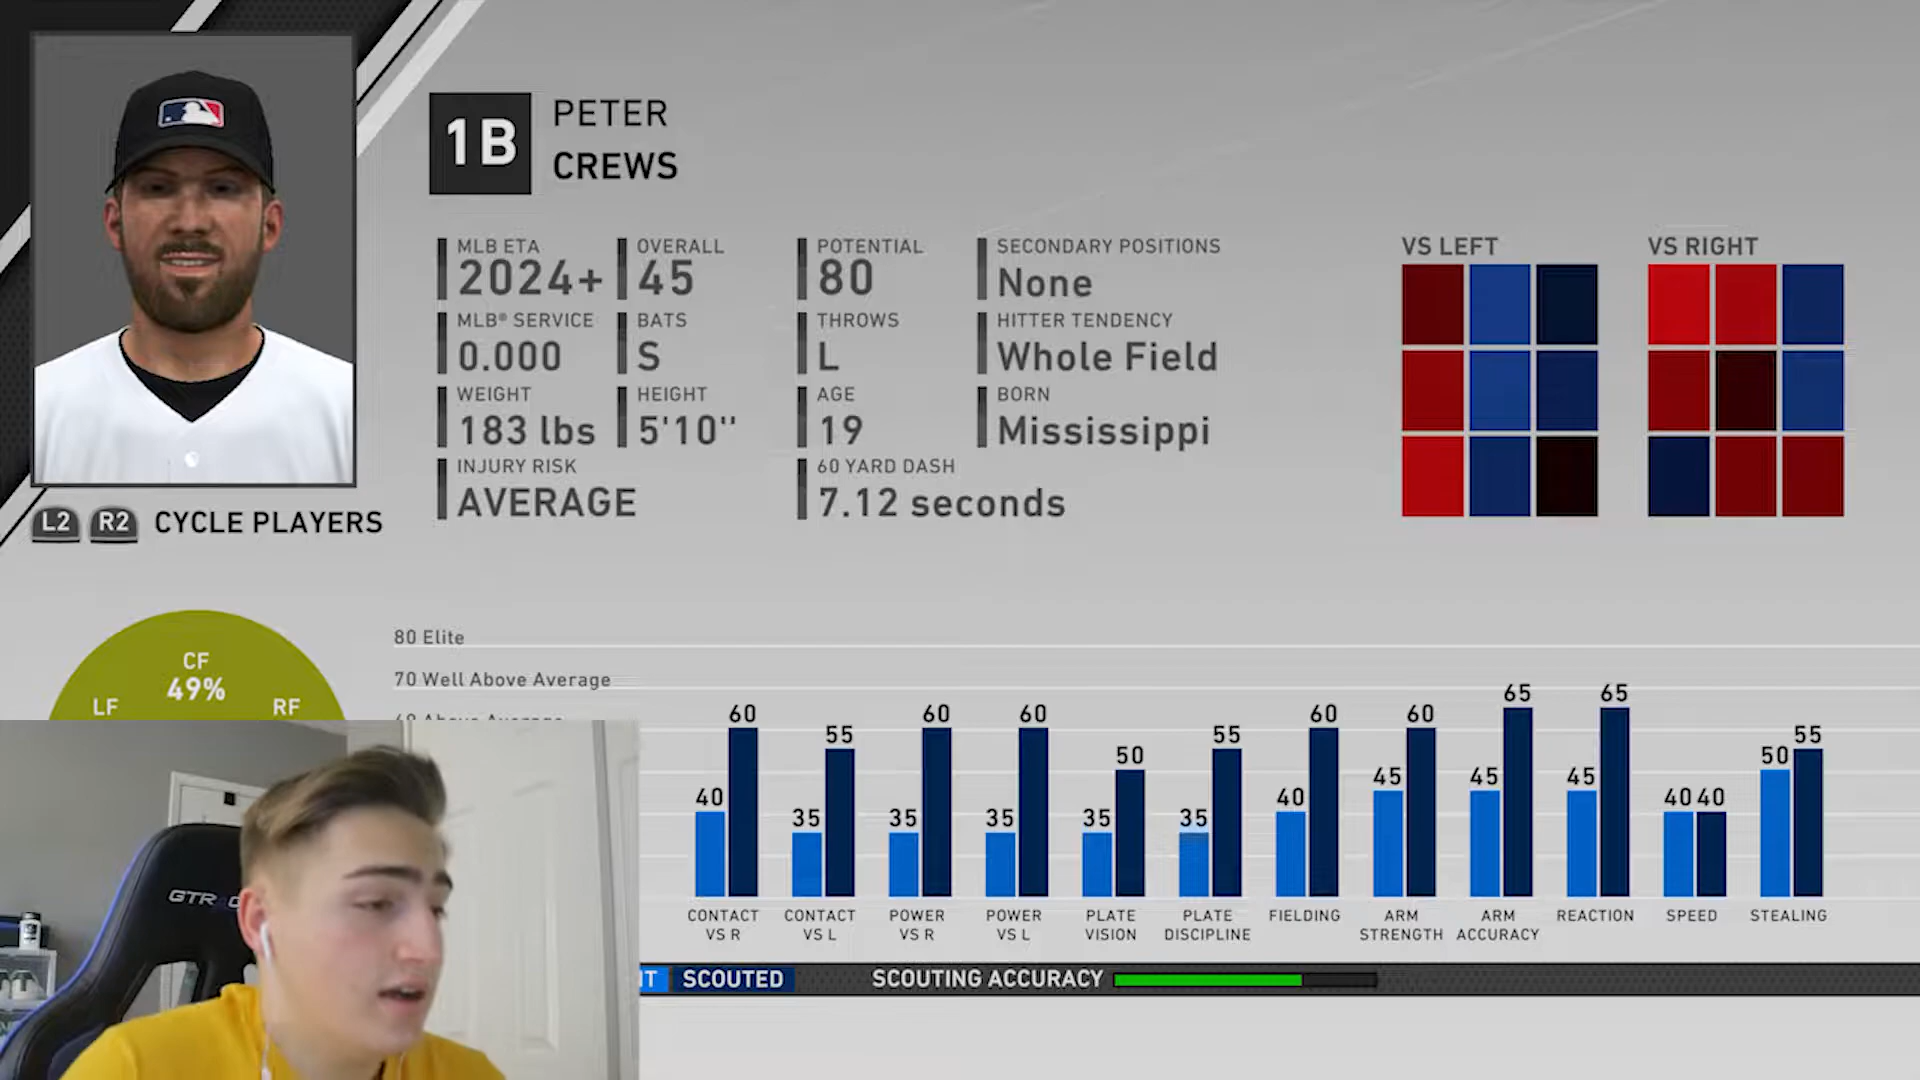 1B
PETER
CREWS
MLB ETA
2024+
OVERALL
45
POTENTIAL
80
SECONDARY POSITIONS
None
MLB® SERVICE
0.000
BATS
S
THROWS
L
HITTER TENDENCY
Whole Field
WEIGHT
183 lbs
HEIGHT
5'10"
AGE
19
BORN
Mississippi
INJURY RISK
AVERAGE
60 YARD DASH
7.12 seconds
VS LEFT
VS RIGHT
L2 R2 CYCLE PLAYERS
CF
49%
LF
RF
80 Elite
70 Well Above Average
60 Above Average
40 60
35 55
35 60
35 60
35 50
35 55
40 60
45 60
45 65
45 65
40 40
50 55
CONTACT
VS R
CONTACT
VS L
POWER
VS R
POWER
VS L
PLATE
VISION
PLATE
DISCIPLINE
FIELDING
ARM
STRENGTH
ARM
ACCURACY
REACTION
SPEED
STEALING
SCOUTED
SCOUTING ACCURACY
GTR